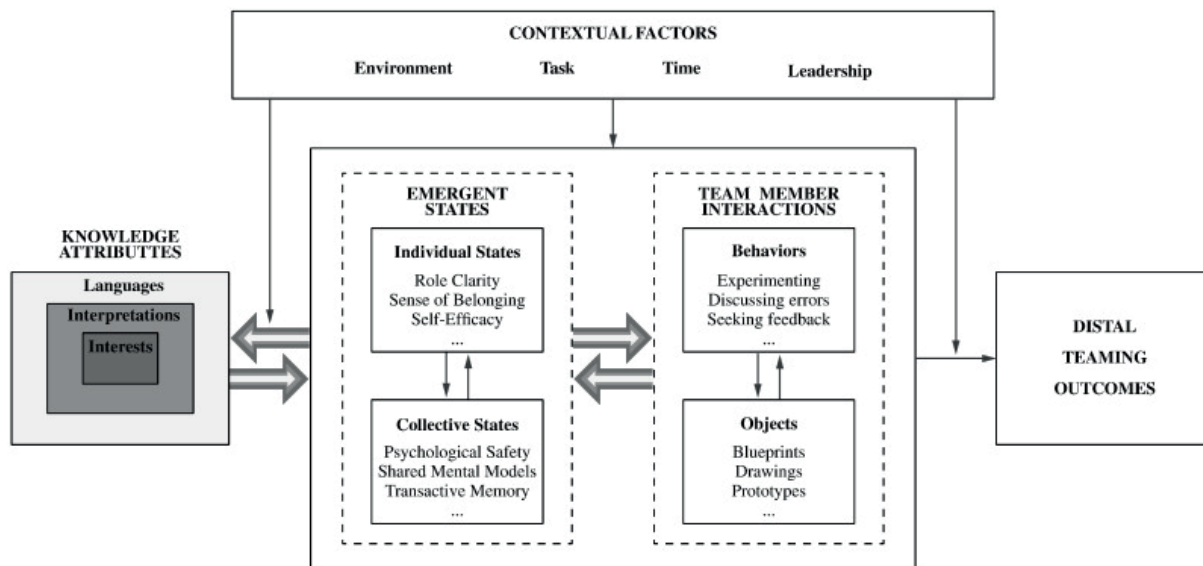 CONTEXTUAL FACTORS
Environment Task Time Leadership
KNOWLEDGE
ATTRIBUTTES
Languages
Interpretations
Interests
EMERGENT
STATES
Individual States
Role Clarity
Sense of Belonging
Self-Efficacy
...
Collective States
Psychological Safety
Shared Mental Models
Transactive Memory
...
TEAM MEMBER
INTERACTIONS
Behaviors
Experimenting
Discussing errors
Seeking feedback
...
Objects
Blueprints
Drawings
Prototypes
...
DISTAL
TEAMING
OUTCOMES